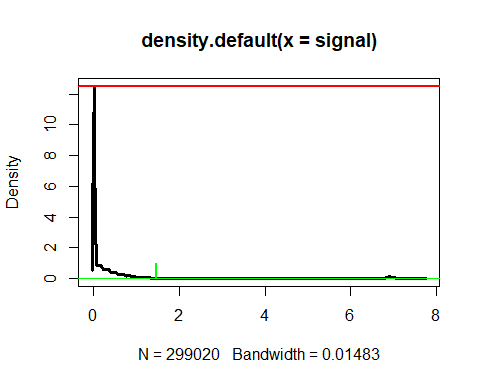 density.default(x = signal)
Density
10
8
6
4
2
0
0 2 4 6 8
N = 299020 Bandwidth = 0.01483